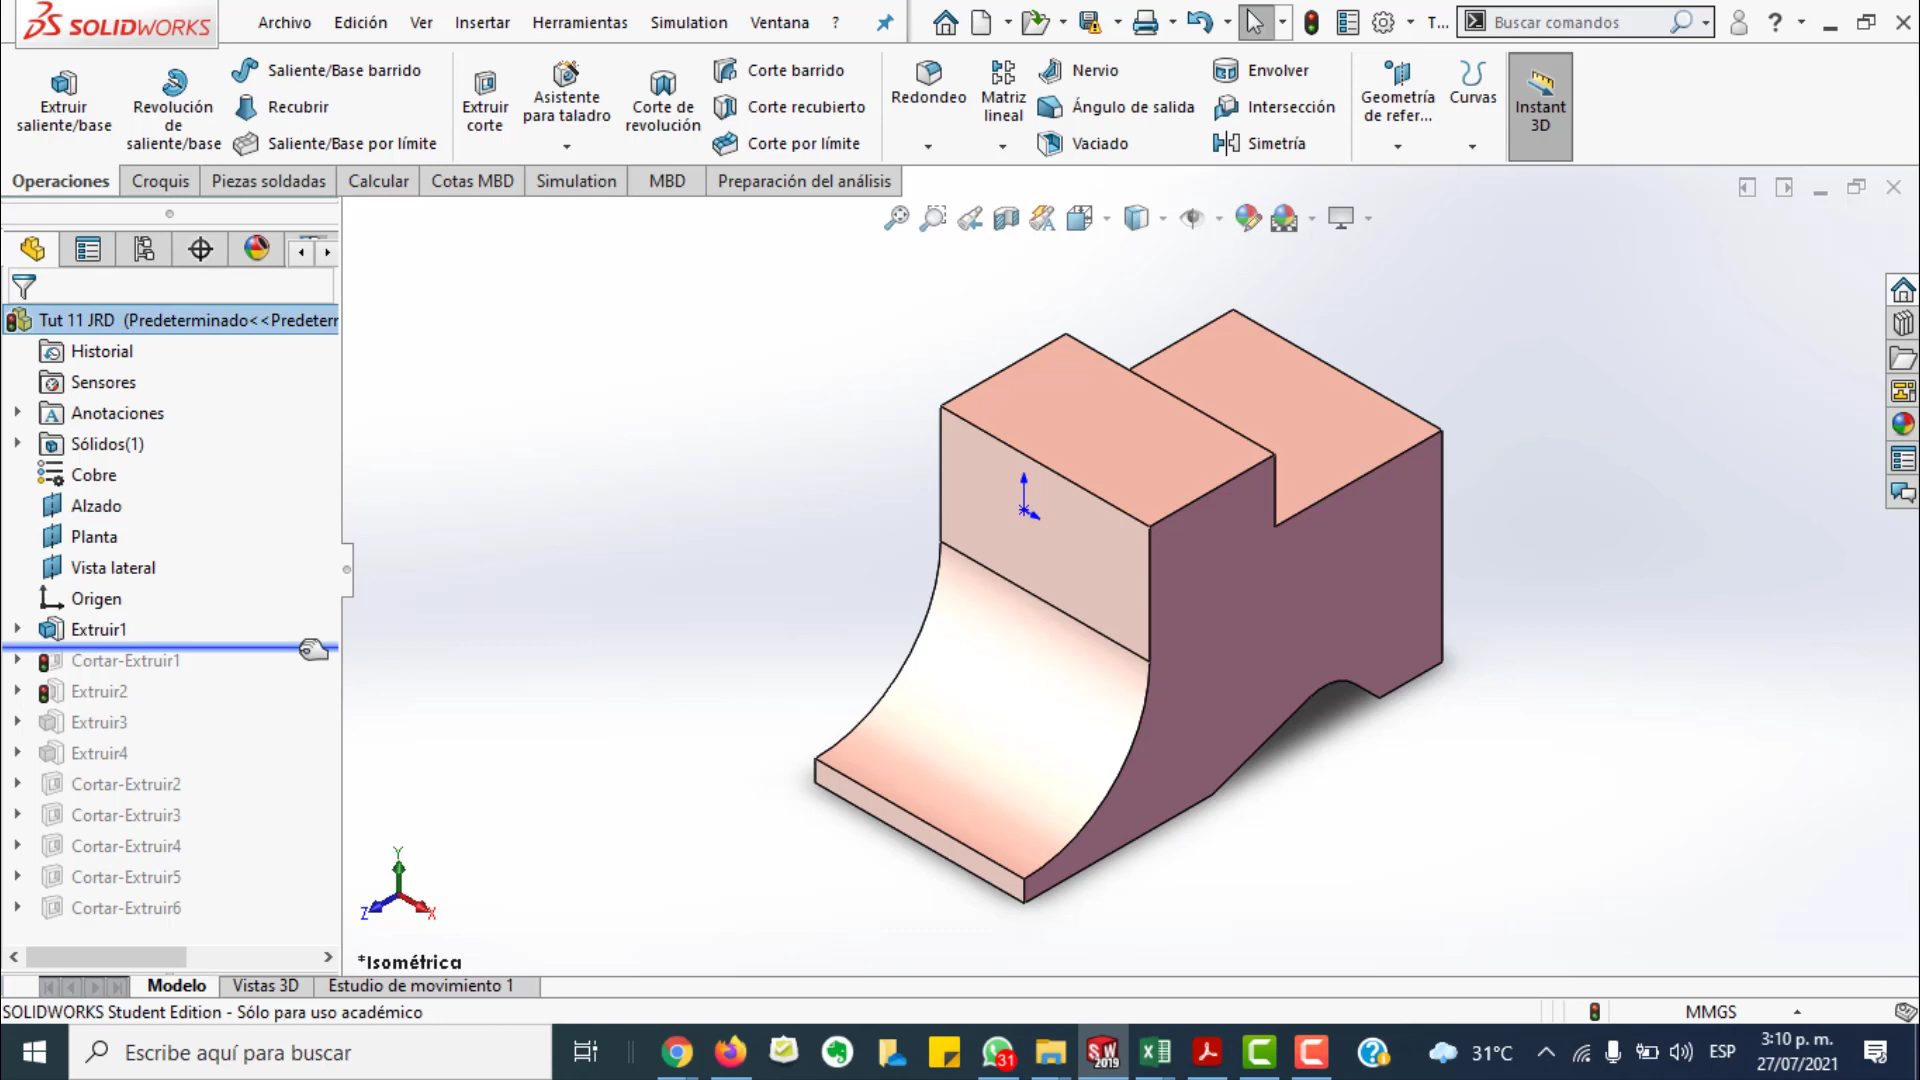 SOLIDWORKS
Archivo Edición Ver Insertar Herramientas Simulation Ventana ?
T... Buscar comandos ?
Extruir saliente/base
Revolución de saliente/base
Saliente/Base barrido
Recubrir
Saliente/Base por límite
Extruir corte
Asistente para taladro
Corte de revolución
Corte barrido
Corte recubierto
Corte por límite
Redondeo
Matriz lineal
Nervio
Ángulo de salida
Vaciado
Envolver
Intersección
Simetría
Geometría de refer...
Curvas
Instant 3D
Operaciones Croquis Piezas soldadas Calcular Cotas MBD Simulation MBD Preparación del análisis
Tut 11 JRD (Predeterminado<<Predeterr
Historial
Sensores
Anotaciones
Sólidos(1)
Cobre
Alzado
Planta
Vista lateral
Origen
Extruir1
Cortar-Extruir1
Extruir2
Extruir3
Extruir4
Cortar-Extruir2
Cortar-Extruir3
Cortar-Extruir4
Cortar-Extruir5
Cortar-Extruir6
Y
Z
X
*Isométrica
Modelo Vistas 3D Estudio de movimiento 1
SOLIDWORKS Student Edition - Sólo para uso académico
MMGS
Escribe aquí para buscar
31
SW 2019
31°C
ESP
3:10 p. m.
27/07/2021